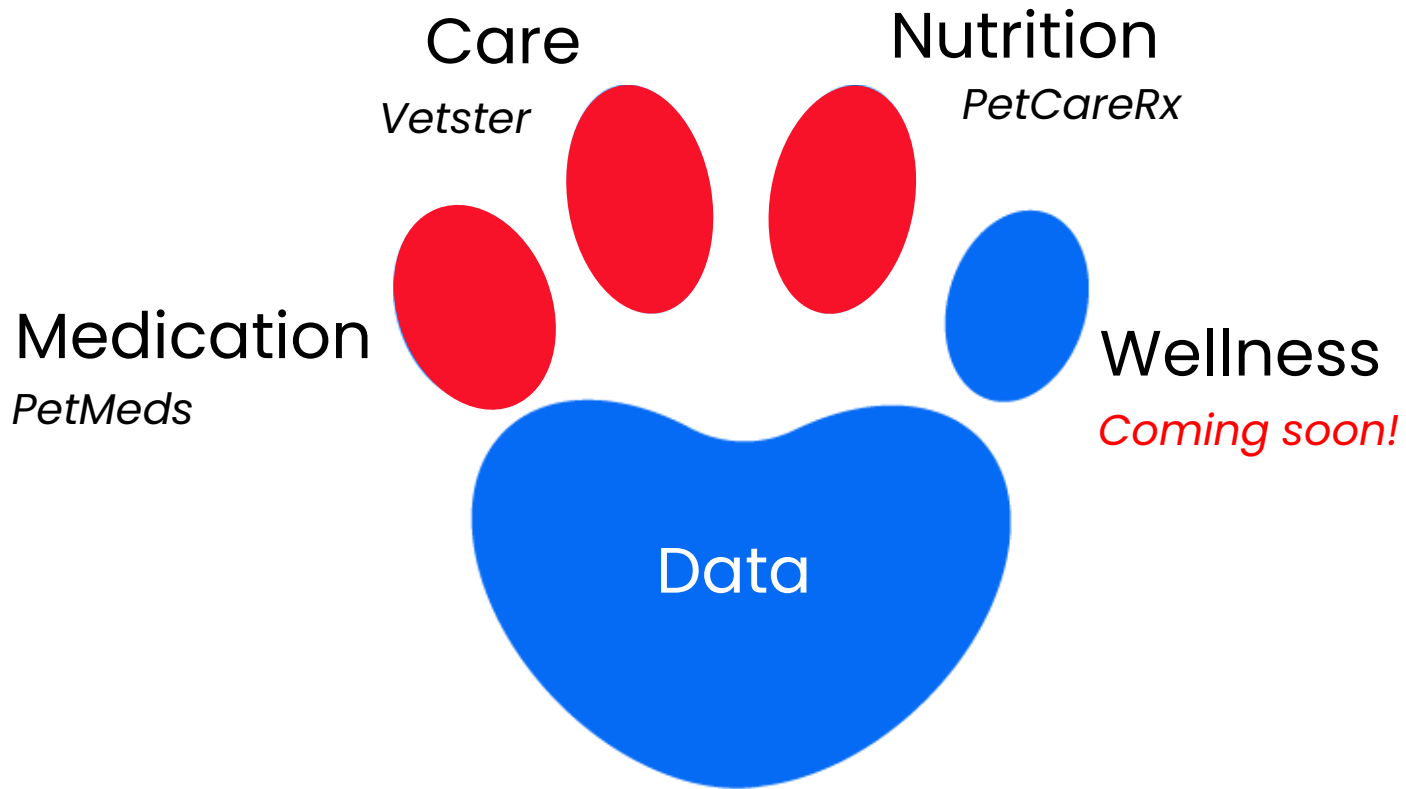 Care
Vetster
Nutrition
PetCareRx
Medication
PetMeds
Wellness
Coming soon!
Data